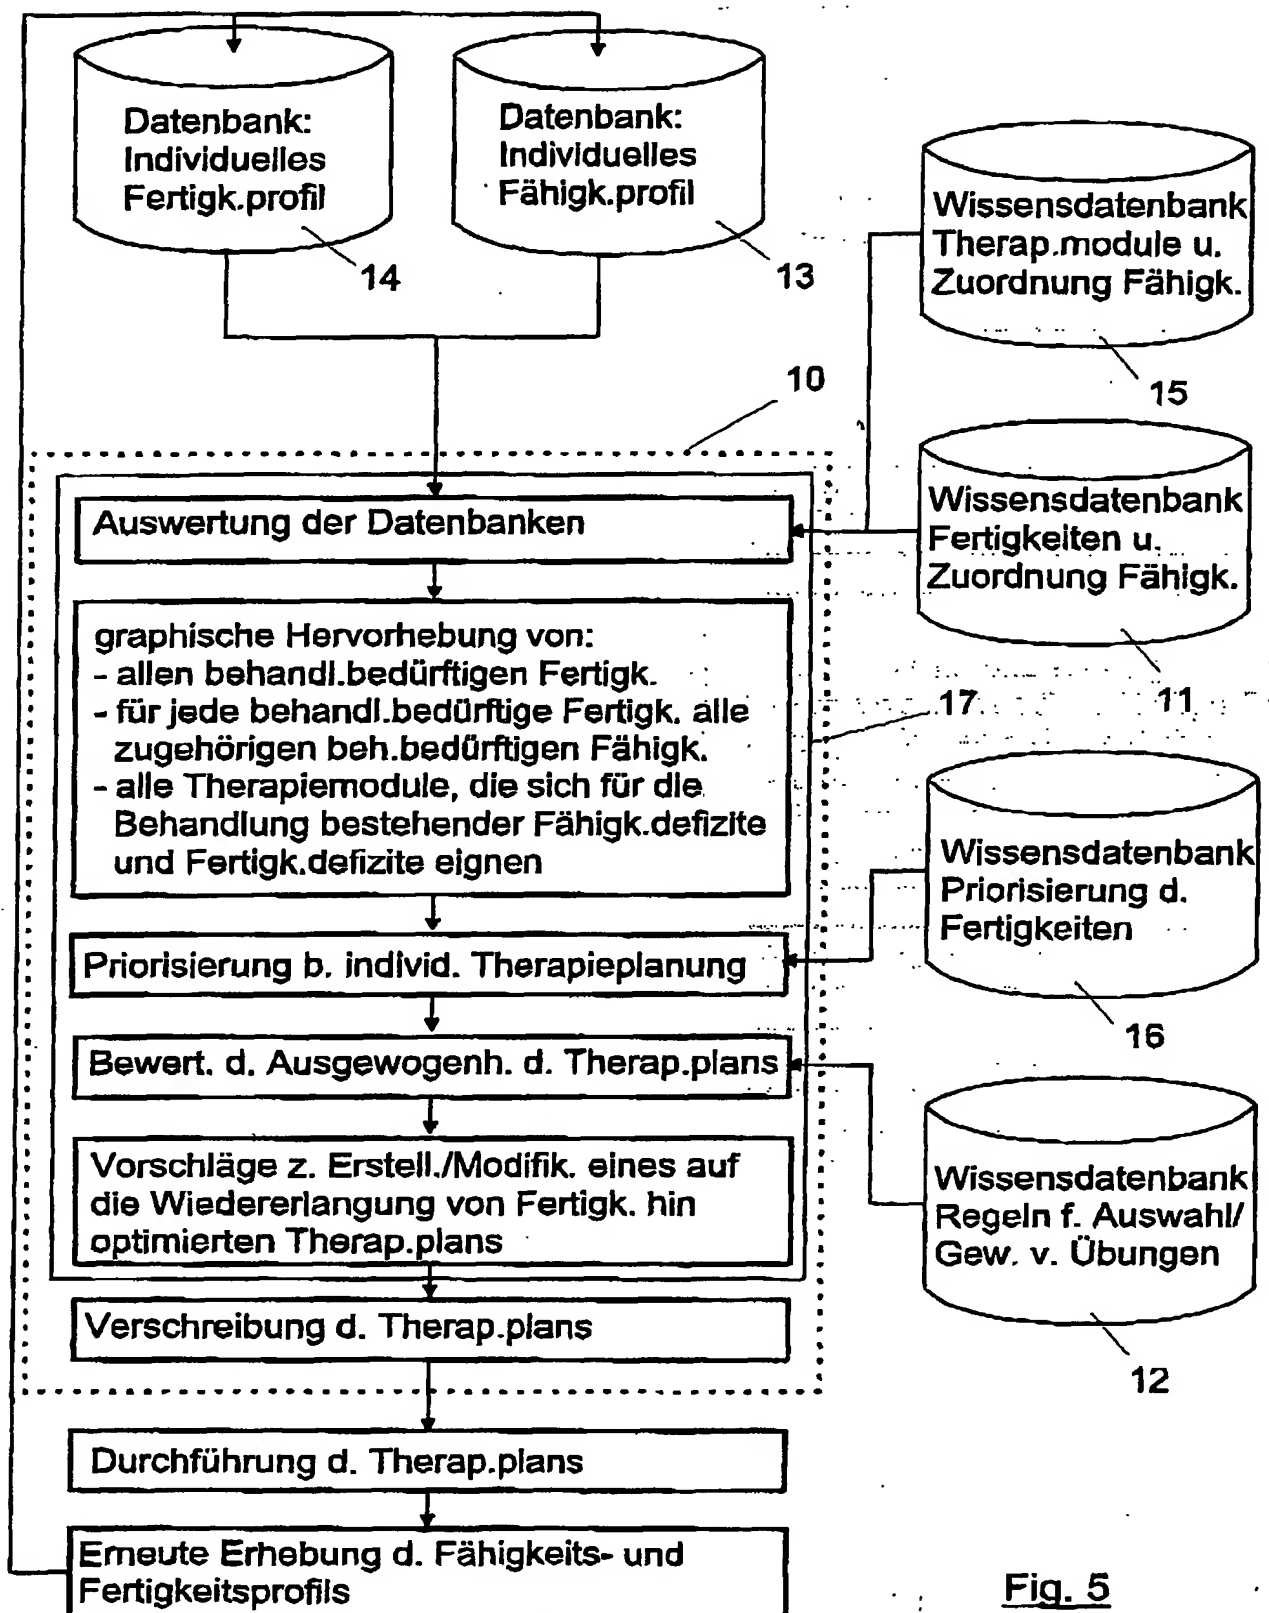 Datenbank:
Individuelles
Fertigk.profil
14
Datenbank:
Individuelles
Fähigk.profil
13
Wissensdatenbank
Therap.module u.
Zuordnung Fähigk.
15
10
Auswertung der Datenbanken
Wissensdatenbank
Fertigkeiten u.
Zuordnung Fähigk.
11
graphische Hervorhebung von:
- allen behandl.bedürftigen Fertigk.
- für jede behandl.bedürftige Fertigk. alle
zugehörigen beh.bedürftigen Fähigk.
- alle Therapiemodule, die sich für die
Behandlung bestehender Fähigk.defizite
und Fertigk.defizite eignen
17
Wissensdatenbank
Priorisierung d.
Fertigkeiten
16
Priorisierung b. individ. Therapieplanung
Bewert. d. Ausgewogenh. d. Therap.plans
Vorschläge z. Erstell./Modifik. eines auf
die Wiedererlangung von Fertigk. hin
optimierten Therap.plans
Wissensdatenbank
Regeln f. Auswahl/
Gew. v. Übungen
12
Verschreibung d. Therap.plans
Durchführung d. Therap.plans
Erneute Erhebung d. Fähigkeits- und
Fertigkeitsprofils
Fig. 5